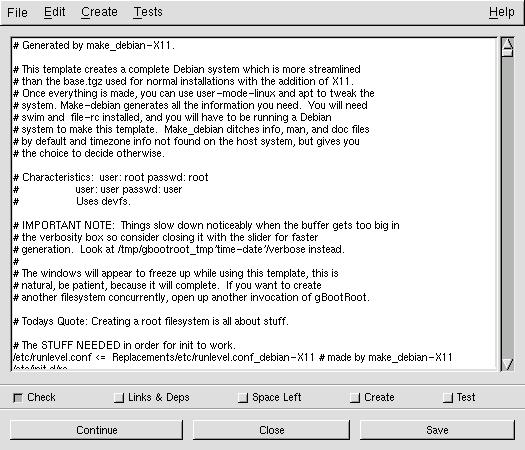 File Edit Create Tests Help
# Generated by make_debian-X11.
# This template creates a complete Debian system which is more streamlined
# than the base.tgz used for normal installations with the addition of X11.
# Once everything is made, you can use user-mode-linux and apt to tweak the
# system. Make-debian generates all the information you need.  You will need
# swim and  file-rc installed, and you will have to be running a Debian
# system to make this template.  Make_debian ditches info, man, and doc files
# by default and timezone info not found on the host system, but gives you
# the choice to decide otherwise.
# Characteristics:  user: root passwd: root
#                   user: user passwd: user
#                   Uses devfs.
# IMPORTANT NOTE:  Things slow down noticeably when the buffer gets too big in
# the verbosity box so consider closing it with the slider for faster
# generation.  Look at /tmp/gbootroot_tmp'time-date'/verbose instead.
#
# The windows will appear to freeze up while using this template, this is
# natural, be patient, because it will complete.  If you want to create
# another filesystem concurrently, open up another invocation of gBootRoot.
# Todays Quote: Creating a root filesystem is all about stuff.
# The STUFF NEEDED in order for init to work.
/etc/runlevel.conf <=  Replacements/etc/runlevel.conf_debian-X11 # made by make_debian-X11
/etc/init.d/rc
Check Links & Deps Space Left Create Test
Continue Close Save